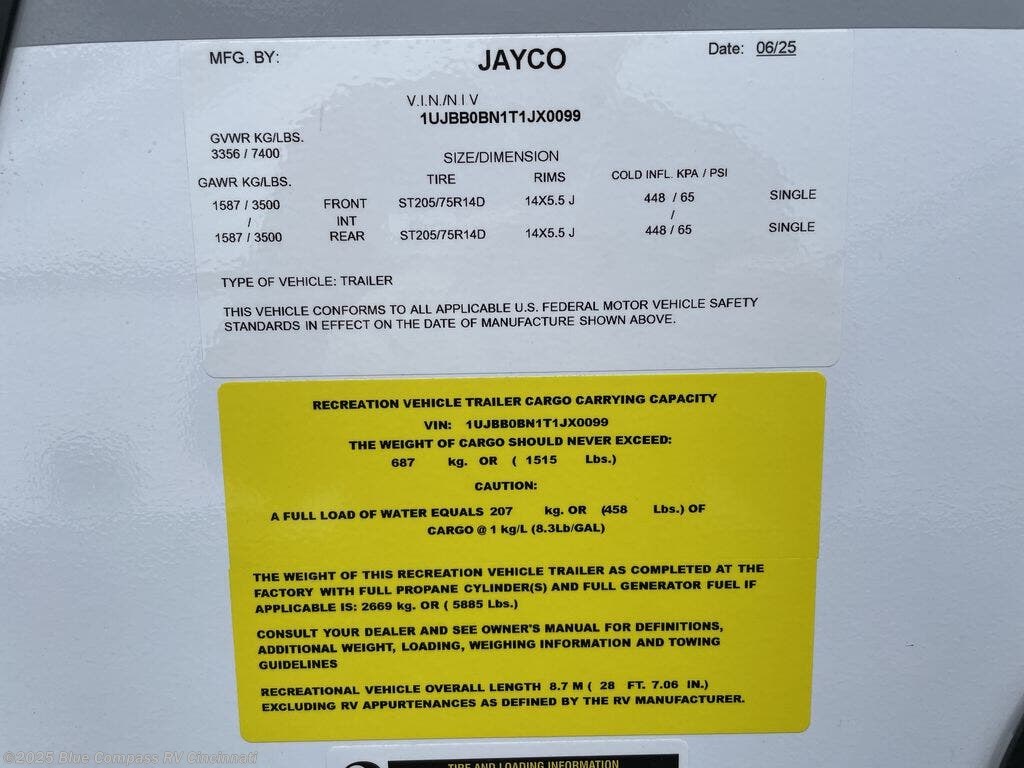 MFG. BY: JAYCO Date: 06/25
V.I.N./N.I V
1UJBB0BN1T1JX0099
GVWR KG/LBS.
3356 / 7400
SIZE/DIMENSION
GAWR KG/LBS. TIRE RIMS COLD INFL. KPA / PSI
1587 / 3500 FRONT ST205/75R14D 14X5.5 J 448 / 65 SINGLE
/ INT /
1587 / 3500 REAR ST205/75R14D 14X5.5 J 448 / 65 SINGLE
TYPE OF VEHICLE: TRAILER
THIS VEHICLE CONFORMS TO ALL APPLICABLE U.S. FEDERAL MOTOR VEHICLE SAFETY
STANDARDS IN EFFECT ON THE DATE OF MANUFACTURE SHOWN ABOVE.
RECREATION VEHICLE TRAILER CARGO CARRYING CAPACITY
VIN: 1UJBB0BN1T1JX0099
THE WEIGHT OF CARGO SHOULD NEVER EXCEED:
687 kg. OR ( 1515 Lbs.)
CAUTION:
A FULL LOAD OF WATER EQUALS 207 kg. OR (458 Lbs.) OF
CARGO @ 1 kg/L (8.3Lb/GAL)
THE WEIGHT OF THIS RECREATION VEHICLE TRAILER AS COMPLETED AT THE
FACTORY WITH FULL PROPANE CYLINDER(S) AND FULL GENERATOR FUEL IF
APPLICABLE IS: 2669 kg. OR ( 5885 Lbs.)
CONSULT YOUR DEALER AND SEE OWNER'S MANUAL FOR DEFINITIONS,
ADDITIONAL WEIGHT, LOADING, WEIGHING INFORMATION AND TOWING
GUIDELINES
RECREATIONAL VEHICLE OVERALL LENGTH 8.7 M ( 28 FT. 7.06 IN.)
EXCLUDING RV APPURTENANCES AS DEFINED BY THE RV MANUFACTURER.
TIRE AND LOADING INFORMATION
©2025 Blue Compass RV Cincinnati